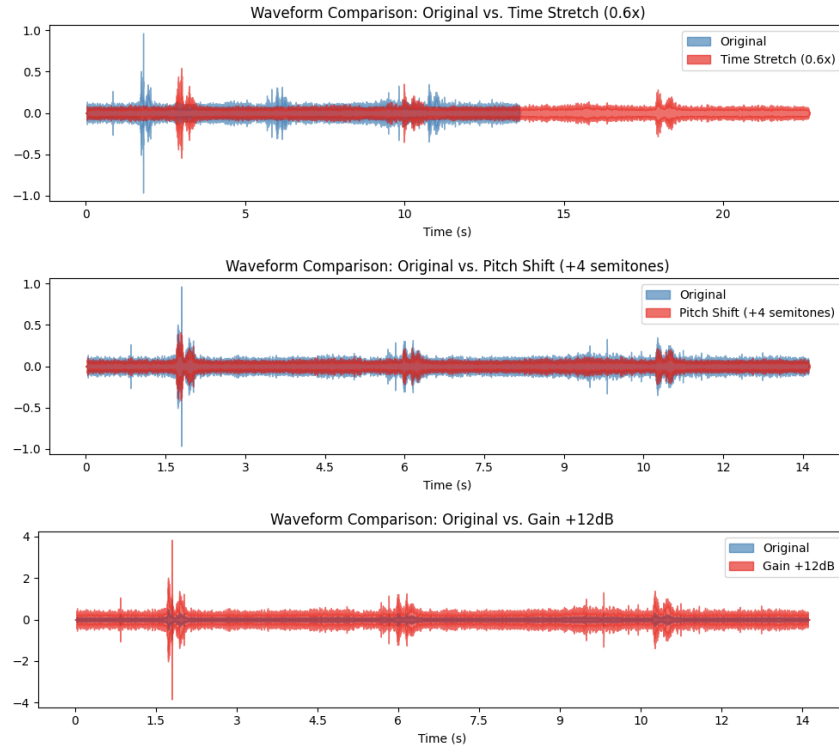 Waveform Comparison: Original vs. Time Stretch (0.6x)
1.0
0.5
0.0
−0.5
−1.0
Original
Time Stretch (0.6x)
0 5 10 15 20
Time (s)
Waveform Comparison: Original vs. Pitch Shift (+4 semitones)
1.0
0.5
0.0
−0.5
−1.0
Original
Pitch Shift (+4 semitones)
0 1.5 3 4.5 6 7.5 9 10 12 14
Time (s)
Waveform Comparison: Original vs. Gain +12dB
4
2
0
−2
−4
Original
Gain +12dB
0 1.5 3 4.5 6 7.5 9 10 12 14
Time (s)